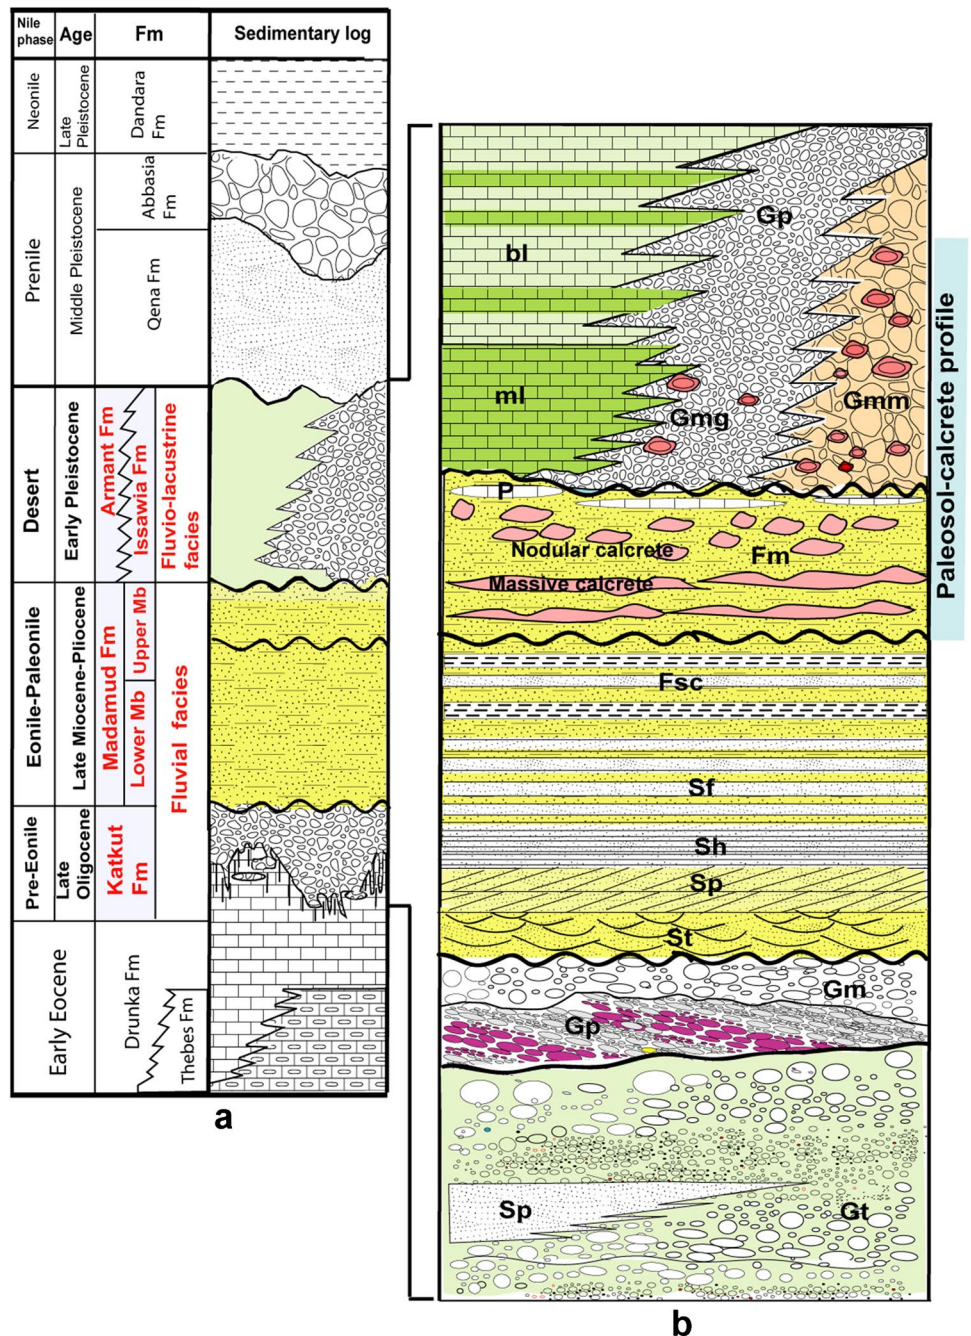 Nile
phase
Age
Fm
Sedimentary log
Neonile
Late
Pleistocene
Dandara
Fm
Prenile
Middle Pleistocene
Abbasia
Fm
Qena Fm
Desert
Early Pleistocene
Armant Fm
Issawia Fm
Fluvio-lacustrine
facies
Eonile-Paleonile
Late Miocene-Pliocene
Madamud Fm
Upper Mb
Lower Mb
Fluvial facies
Pre-Eonile
Late
Oligocene
Katkut
Fm
Early Eocene
Drunka Fm
Thebes Fm
a
Gp
bl
ml
Gmg
Gmm
P
Nodular calcrete
Fm
Massive calcrete
Paleosol-calcrete profile
Fsc
Sf
Sh
Sp
St
Gm
Gp
Sp
Gt
b